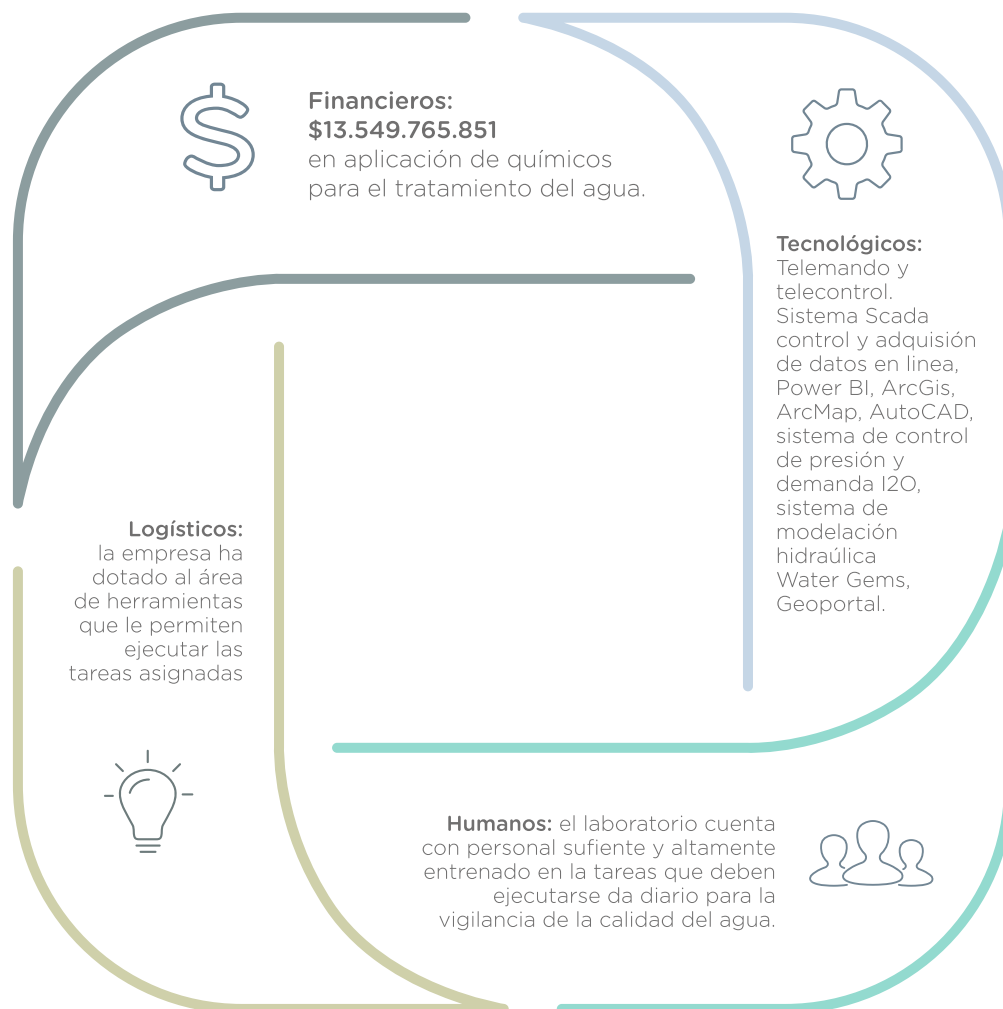 Financieros:
$13.549.765.851
en aplicación de químicos
para el tratamiento del agua.
Tecnológicos:
Telemando y
telecontrol.
Sistema Scada
control y adquisión
de datos en linea,
Power BI, ArcGis,
ArcMap, AutoCAD,
sistema de control
de presión y
demanda I2O,
sistema de
modelación
hidraúlica
Water Gems,
Geoportal.
Logísticos:
la empresa ha
dotado al área
de herramientas
que le permiten
ejecutar las
tareas asignadas
Humanos: el laboratorio cuenta
con personal sufiente y altamente
entrenado en la tareas que deben
ejecutarse da diario para la
vigilancia de la calidad del agua.